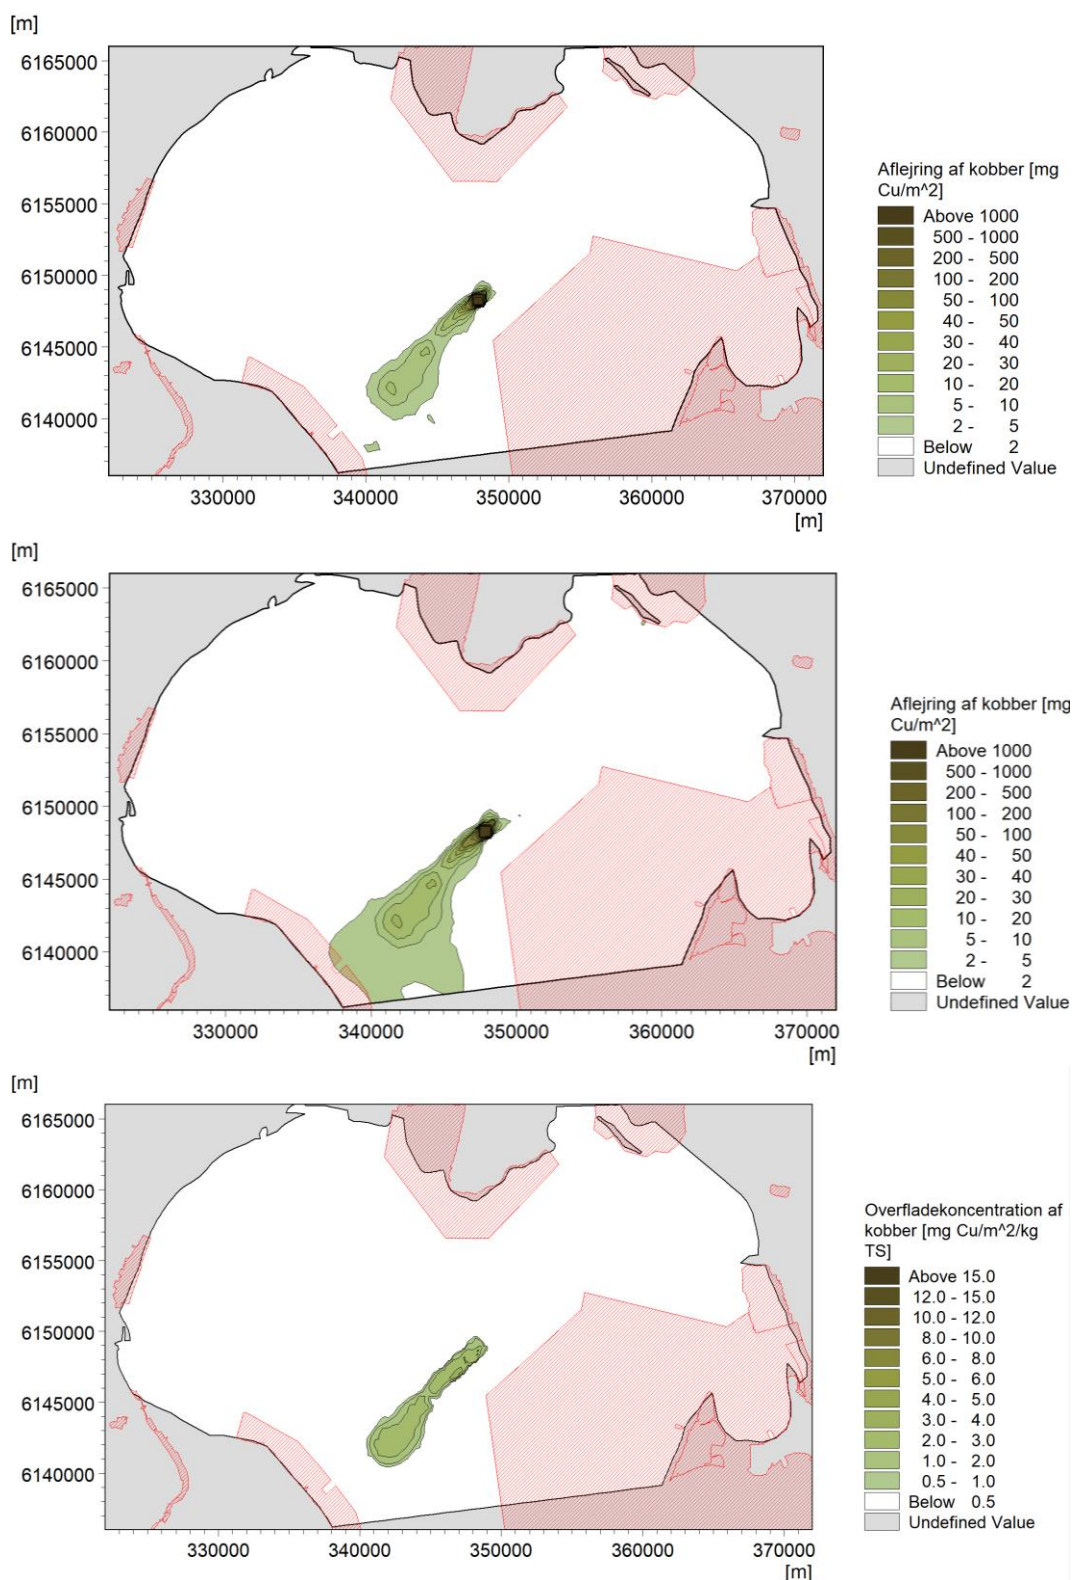 [m]
6165000
6160000
6155000
6150000
6145000
6140000
330000 340000 350000 360000 370000
[m]
Aflejring af kobber [mg
Cu/m^2]
Above 1000
500 - 1000
200 - 500
100 - 200
50 - 100
40 - 50
30 - 40
20 - 30
10 - 20
5 - 10
2 - 5
Below 2
Undefined Value
[m]
6165000
6160000
6155000
6150000
6145000
6140000
330000 340000 350000 360000 370000
[m]
Aflejring af kobber [mg
Cu/m^2]
Above 1000
500 - 1000
200 - 500
100 - 200
50 - 100
40 - 50
30 - 40
20 - 30
10 - 20
5 - 10
2 - 5
Below 2
Undefined Value
[m]
6165000
6160000
6155000
6150000
6145000
6140000
330000 340000 350000 360000 370000
[m]
Overfladekoncentration af
kobber [mg Cu/m^2/kg
TS]
Above 15.0
12.0 - 15.0
10.0 - 12.0
8.0 - 10.0
6.0 - 8.0
5.0 - 6.0
4.0 - 5.0
3.0 - 4.0
2.0 - 3.0
1.0 - 2.0
0.5 - 1.0
Below 0.5
Undefined Value